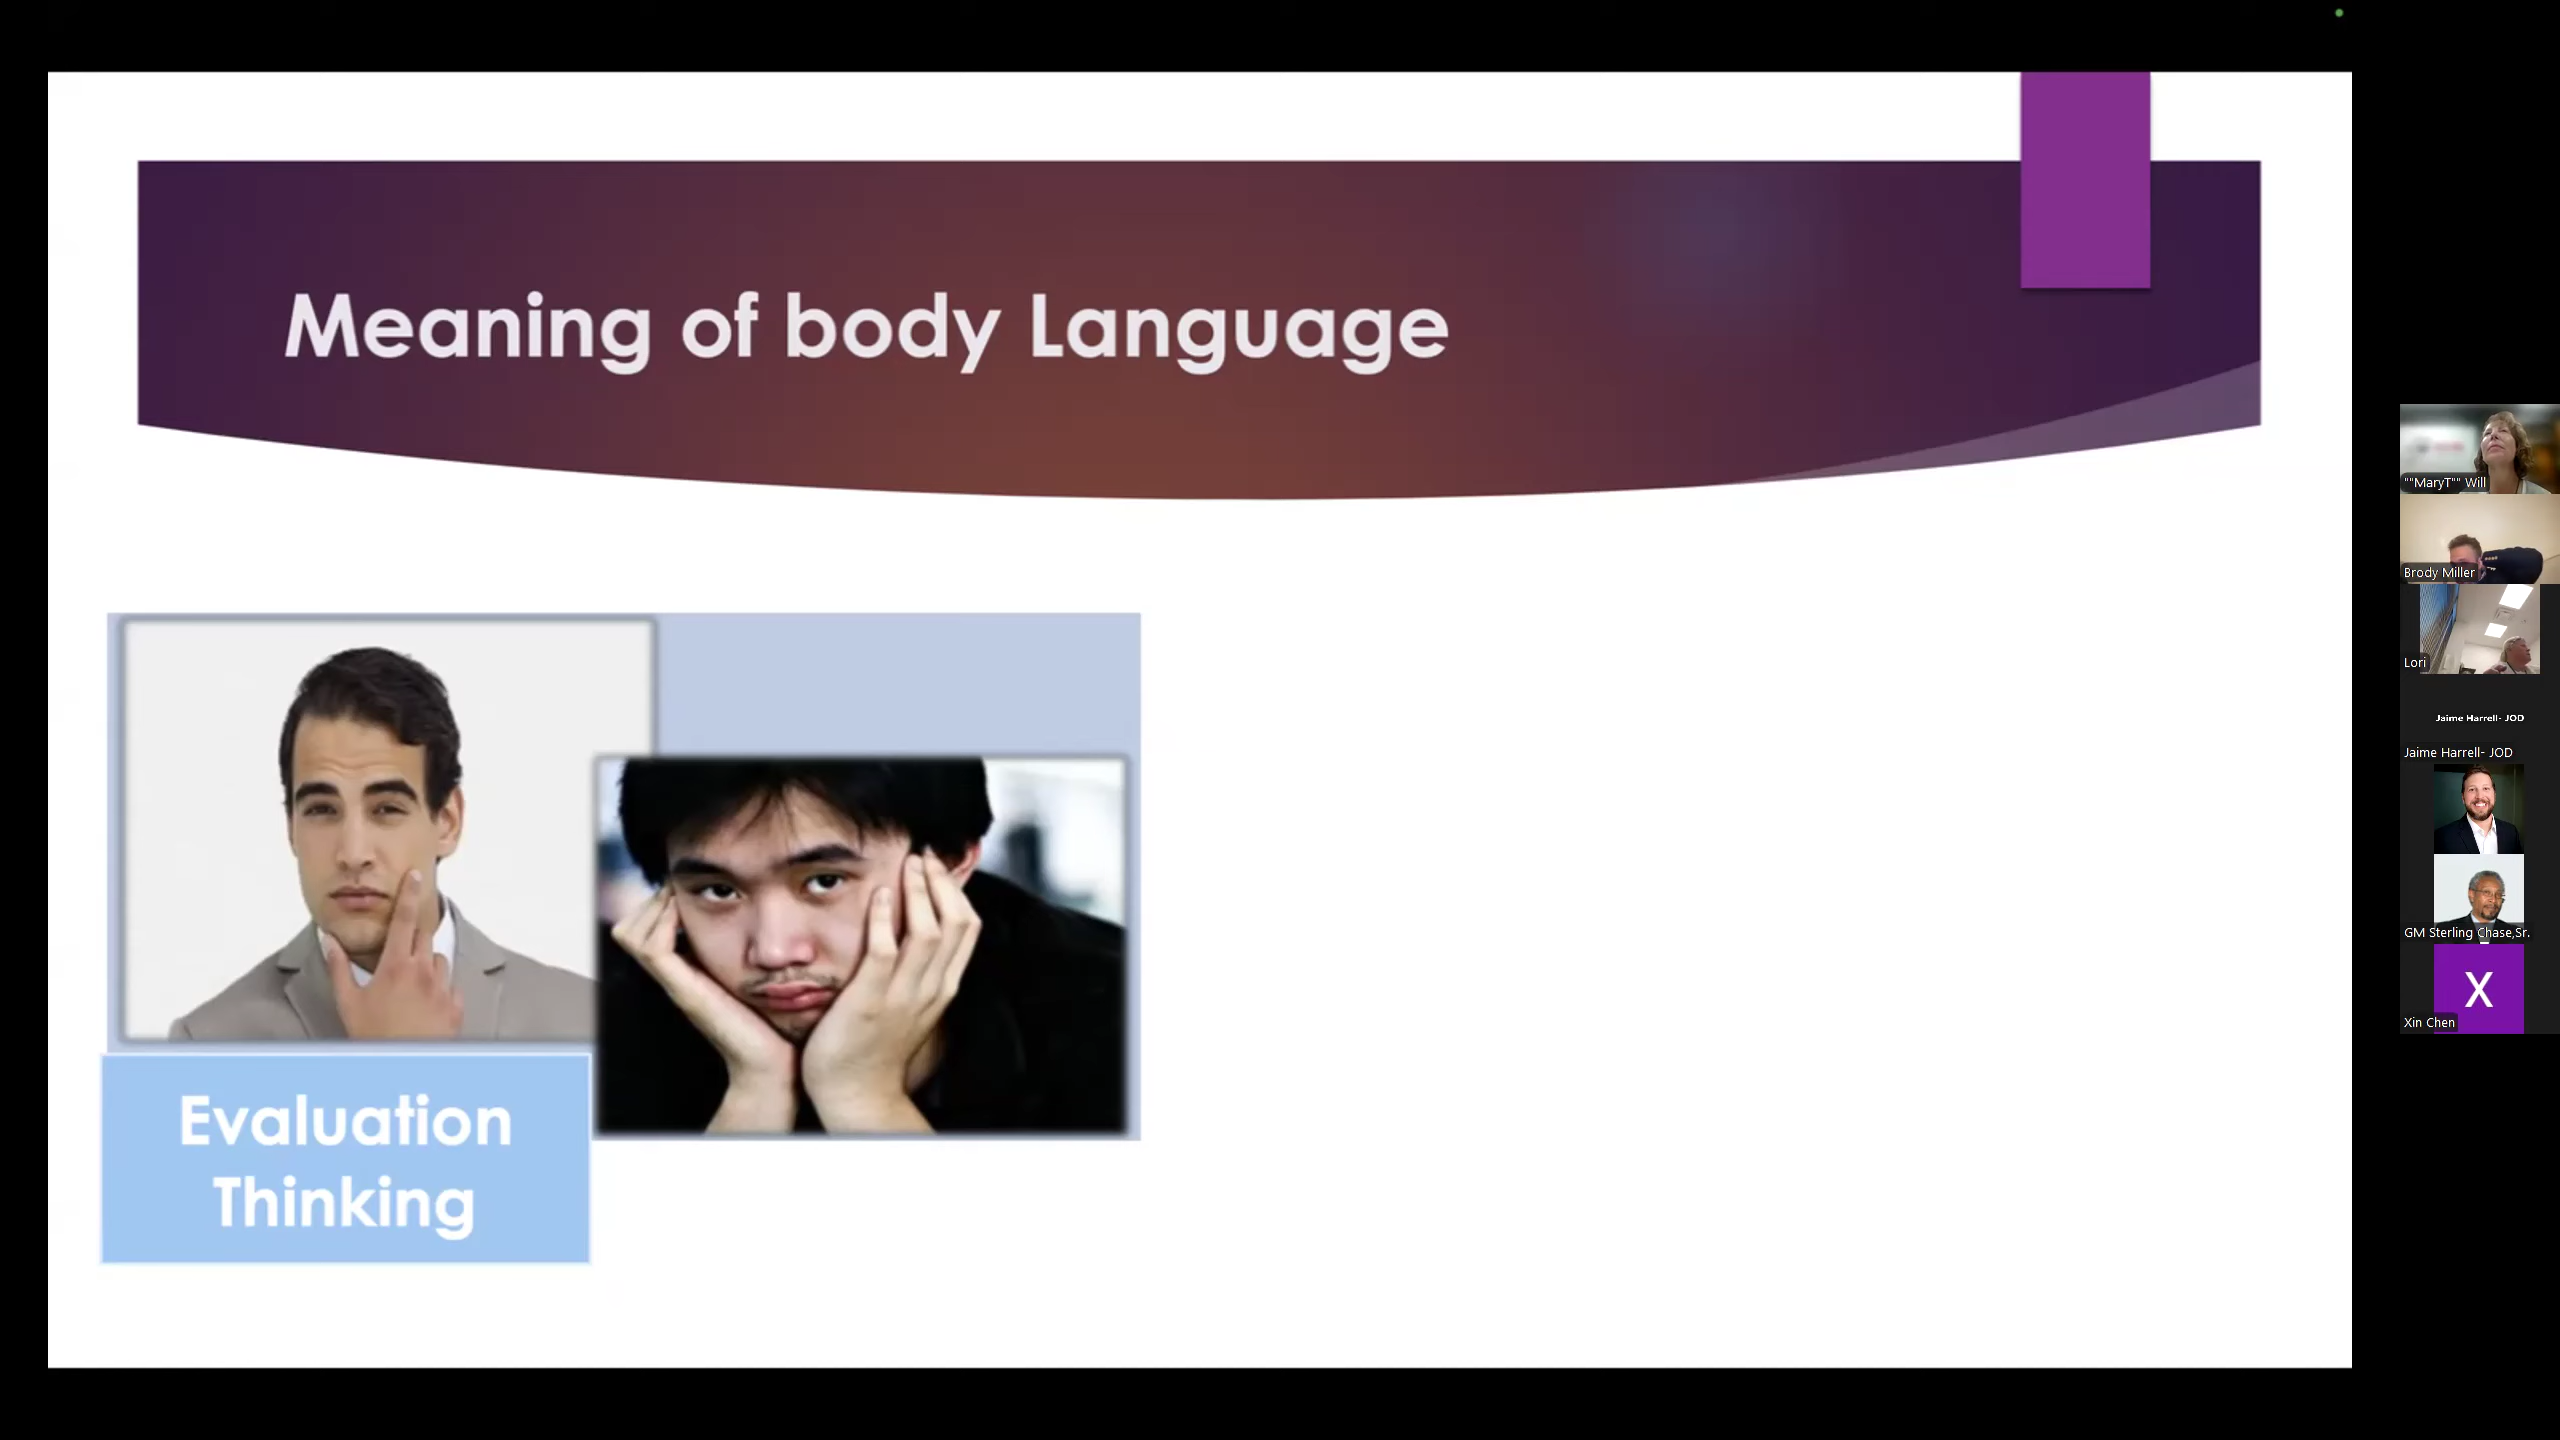 Meaning of body Language
Evaluation
Thinking
""MaryT"" Will
Brody Miller
Lori
Jaime Harrell- JOD
Jaime Harrell- JOD
GM Sterling Chase,Sr.
X
Xin Chen